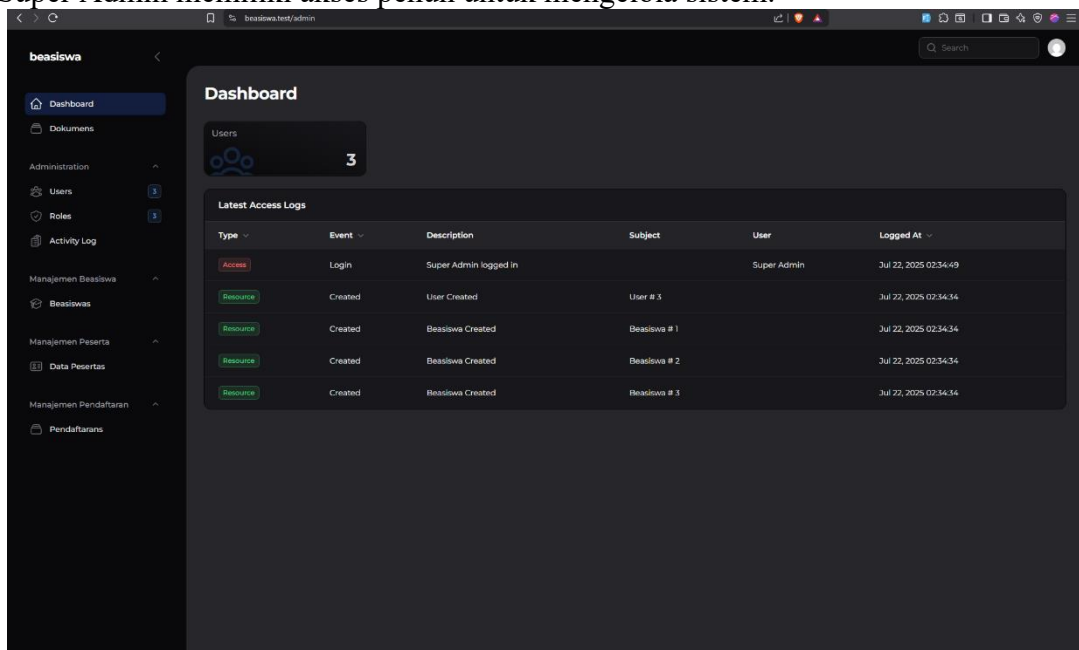 Super Admin memiliki akses penuh untuk mengelola sistem.
beasiswa.test/admin
beasiswa
Search
Dashboard
Dokumens
Administration
Users 3
Roles 3
Activity Log
Manajemen Beasiswa
Beasiswas
Manajemen Peserta
Data Pesertas
Manajemen Pendaftaran
Pendaftarans
Dashboard
Users
3
Latest Access Logs
Type Event Description Subject User Logged At
Access Login Super Admin logged in Super Admin Jul 22, 2025 02:34:49
Resource Created User Created User # 3 Jul 22, 2025 02:34:34
Resource Created Beasiswa Created Beasiswa # 1 Jul 22, 2025 02:34:34
Resource Created Beasiswa Created Beasiswa # 2 Jul 22, 2025 02:34:34
Resource Created Beasiswa Created Beasiswa # 3 Jul 22, 2025 02:34:34